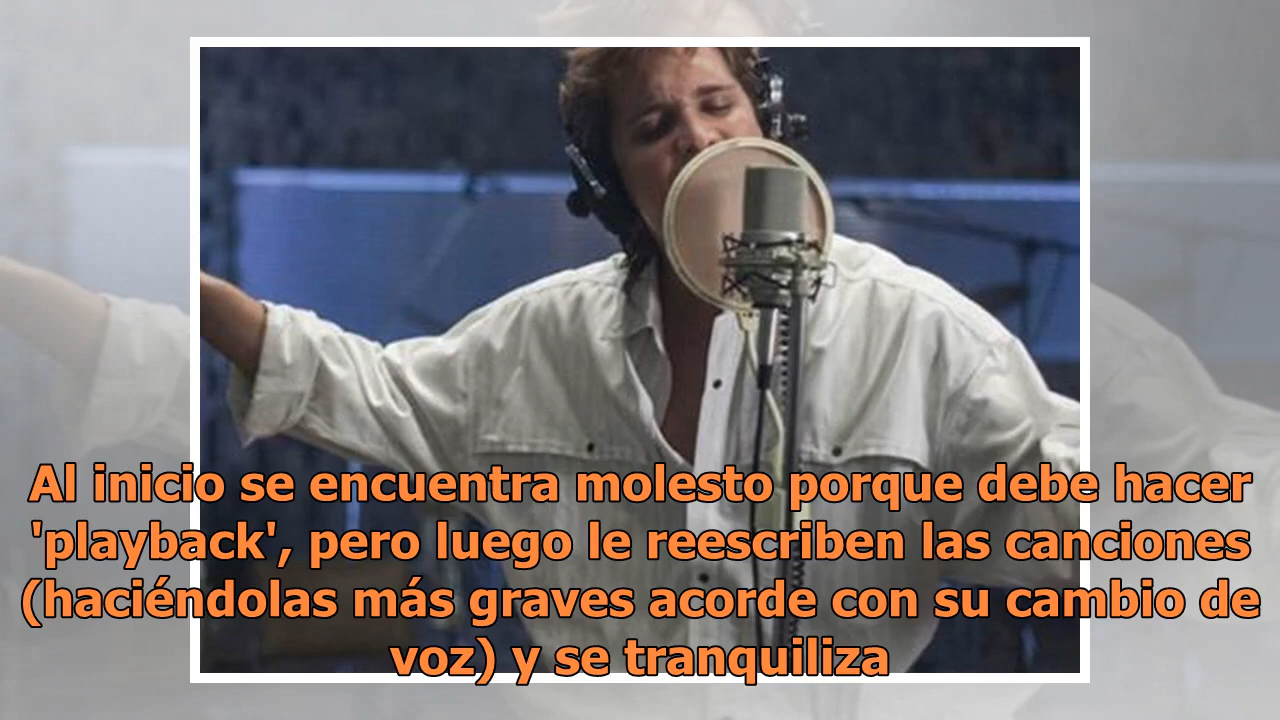 Al inicio se encuentra molesto porque debe hacer
'playback', pero luego le reescriben las canciones
(haciéndolas más graves acorde con su cambio de
voz) y se tranquiliza